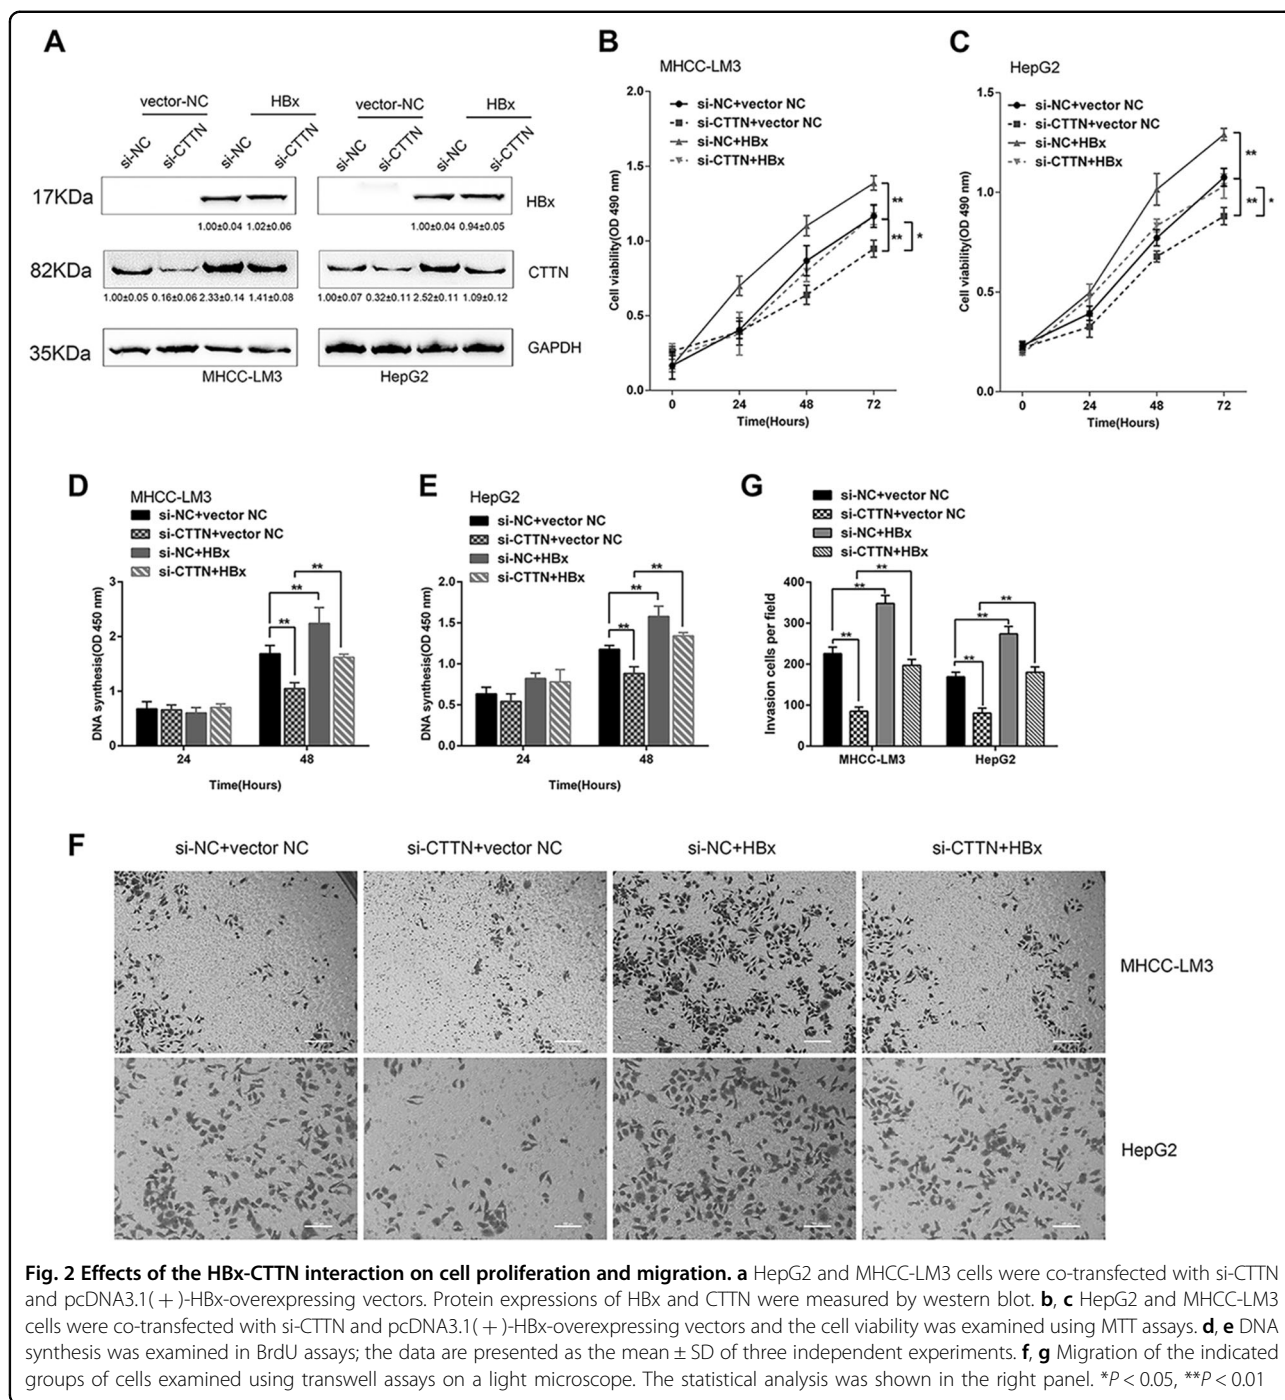 A
vector-NC HBx vector-NC HBx
si-NC si-CTTN si-NC si-CTTN si-NC si-CTTN si-NC si-CTTN
17KDa HBx
1.00±0.04 1.02±0.06 1.00±0.04 0.94±0.05
82KDa CTTN
1.00±0.05 0.16±0.06 2.33±0.14 1.41±0.08 1.00±0.07 0.32±0.11 2.52±0.11 1.09±0.12
35KDa GAPDH
MHCC-LM3 HepG2
B
MHCC-LM3
si-NC+vector NC
si-CTTN+vector NC
si-NC+HBx
si-CTTN+HBx
Cell viability(OD 490 nm)
2.0
1.5
1.0
0.5
0.0
** ** *
0 24 48 72
Time(Hours)
C
HepG2
si-NC+vector NC
si-CTTN+vector NC
si-NC+HBx
si-CTTN+HBx
Cell viability(OD 490 nm)
1.5
1.0
0.5
0.0
** ** *
0 24 48 72
Time(Hours)
D
MHCC-LM3
si-NC+vector NC
si-CTTN+vector NC
si-NC+HBx
si-CTTN+HBx
DNA synthesis(OD 450 nm)
3
2
1
0
** ** **
24 48
Time(Hours)
E
HepG2
si-NC+vector NC
si-CTTN+vector NC
si-NC+HBx
si-CTTN+HBx
DNA synthesis(OD 450 nm)
2.0
1.5
1.0
0.5
0.0
** ** **
24 48
Time(Hours)
G
si-NC+vector NC
si-CTTN+vector NC
si-NC+HBx
si-CTTN+HBx
Invasion cells per field
400
300
200
100
0
** ** ** ** ** **
MHCC-LM3 HepG2
F
si-NC+vector NC si-CTTN+vector NC si-NC+HBx si-CTTN+HBx
MHCC-LM3
HepG2
Fig. 2 Effects of the HBx-CTTN interaction on cell proliferation and migration. a HepG2 and MHCC-LM3 cells were co-transfected with si-CTTN
and pcDNA3.1( + )-HBx-overexpressing vectors. Protein expressions of HBx and CTTN were measured by western blot. b, c HepG2 and MHCC-LM3
cells were co-transfected with si-CTTN and pcDNA3.1( + )-HBx-overexpressing vectors and the cell viability was examined using MTT assays. d, e DNA
synthesis was examined in BrdU assays; the data are presented as the mean ± SD of three independent experiments. f, g Migration of the indicated
groups of cells examined using transwell assays on a light microscope. The statistical analysis was shown in the right panel. *P < 0.05, **P < 0.01